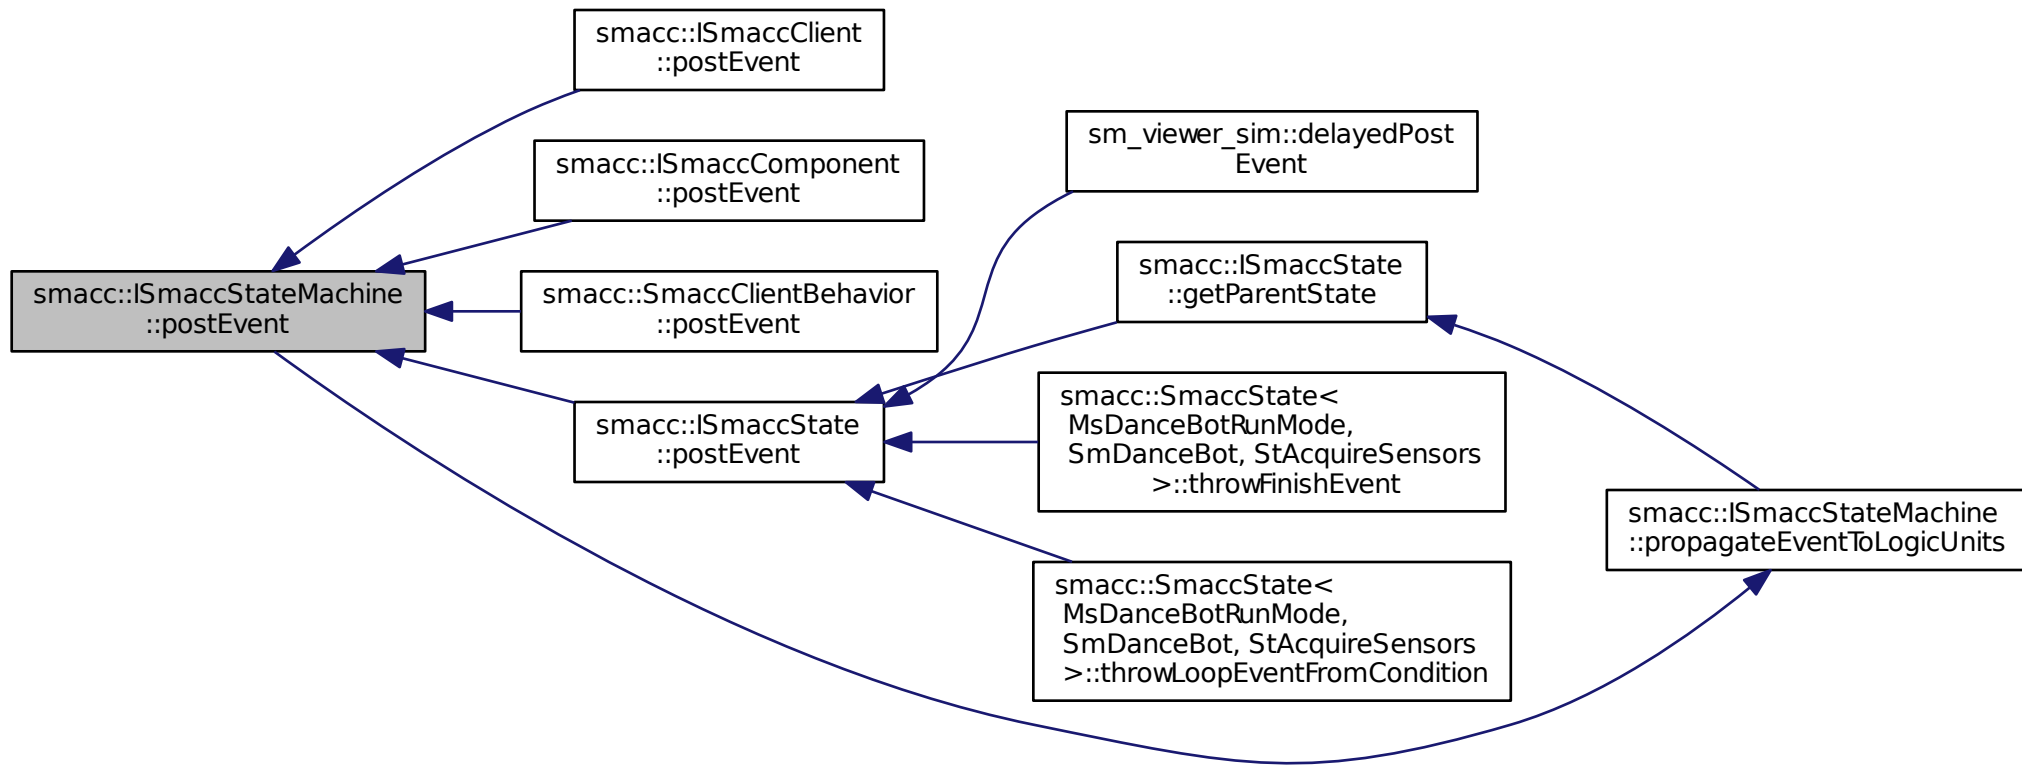 smacc::ISmaccClient
::postEvent
smacc::ISmaccComponent
::postEvent
smacc::ISmaccStateMachine
::postEvent
smacc::SmaccClientBehavior
::postEvent
smacc::ISmaccState
::postEvent
sm_viewer_sim::delayedPost
Event
smacc::ISmaccState
::getParentState
smacc::SmaccState<
MsDanceBotRunMode,
SmDanceBot, StAcquireSensors
>::throwFinishEvent
smacc::SmaccState<
MsDanceBotRunMode,
SmDanceBot, StAcquireSensors
>::throwLoopEventFromCondition
smacc::ISmaccStateMachine
::propagateEventToLogicUnits